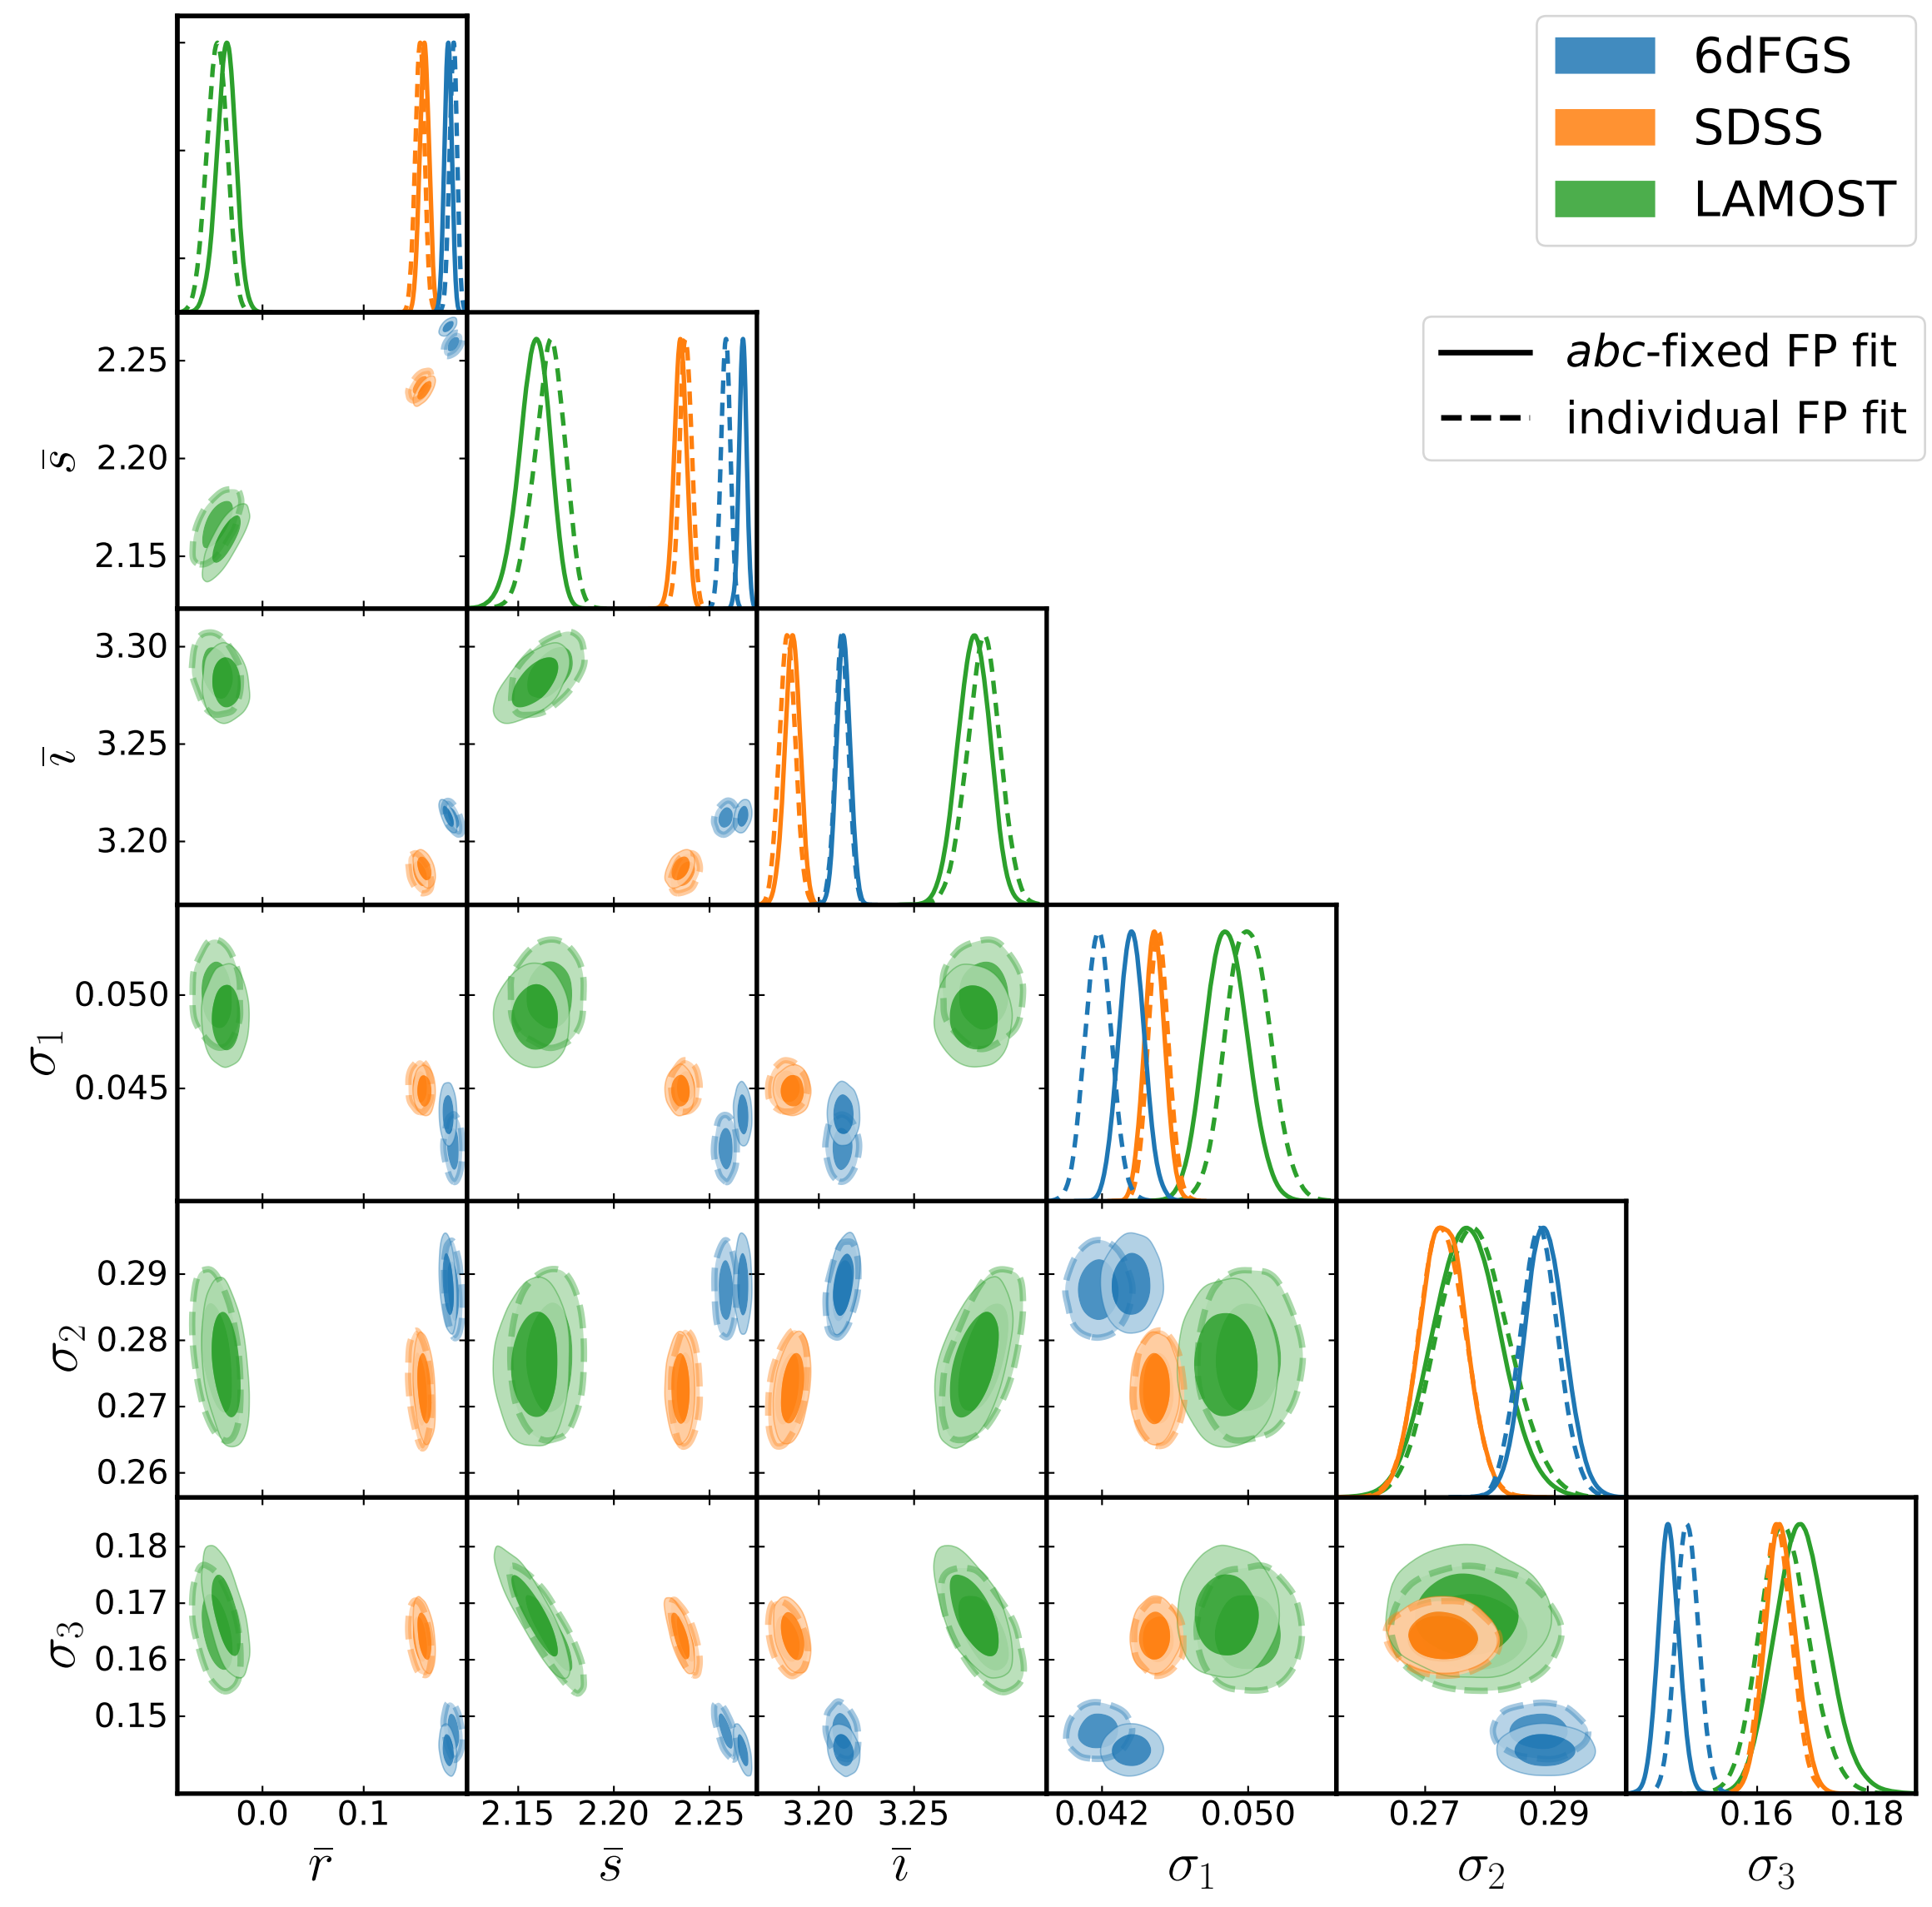 6dFGS
SDSS
LAMOST
abc-fixed FP fit
individual FP fit
2.25
2.20
2.15
s̅
3.30
3.25
3.20
ı̅
0.050
0.045
σ₁
0.29
0.28
0.27
0.26
σ₂
0.18
0.17
0.16
0.15
σ₃
0.0 0.1 2.15 2.20 2.25 3.20 3.25 0.042 0.050 0.27 0.29 0.16 0.18
r̅ s̅ ı̅ σ₁ σ₂ σ₃